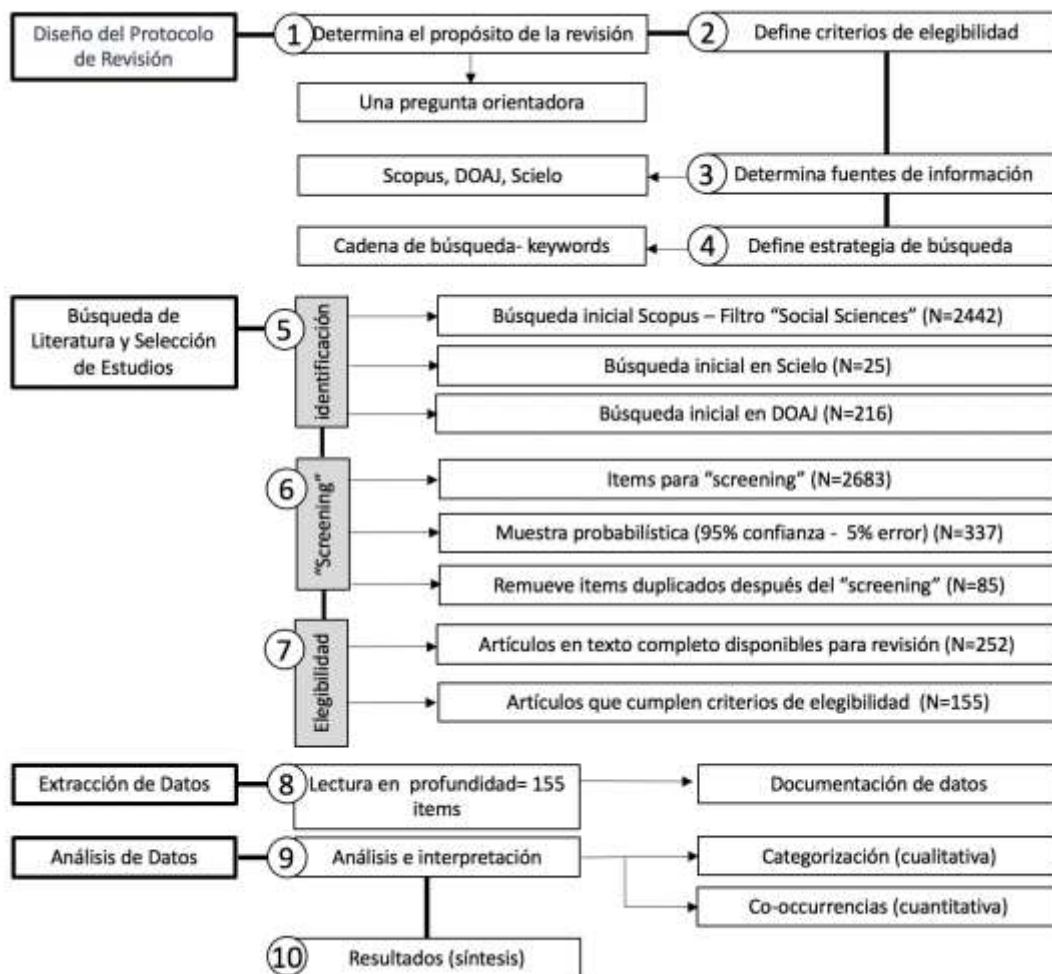 Diseño del Protocolo
de Revisión
1 Determina el propósito de la revisión
2 Define criterios de elegibilidad
Una pregunta orientadora
Scopus, DOAJ, Scielo
3 Determina fuentes de información
Cadena de búsqueda- keywords
4 Define estrategia de búsqueda
Búsqueda de
Literatura y Selección
de Estudios
5
identificación
Búsqueda inicial Scopus – Filtro “Social Sciences” (N=2442)
Búsqueda inicial en Scielo (N=25)
Búsqueda inicial en DOAJ (N=216)
6
“Screening”
Items para “screening” (N=2683)
Muestra probabilística (95% confianza - 5% error) (N=337)
Remueve items duplicados después del “screening” (N=85)
7
Elegibilidad
Artículos en texto completo disponibles para revisión (N=252)
Artículos que cumplen criterios de elegibilidad (N=155)
Extracción de Datos
8 Lectura en profundidad= 155
items
Documentación de datos
Análisis de Datos
9 Análisis e interpretación
Categorización (cualitativa)
Co-occurrencias (cuantitativa)
10 Resultados (síntesis)